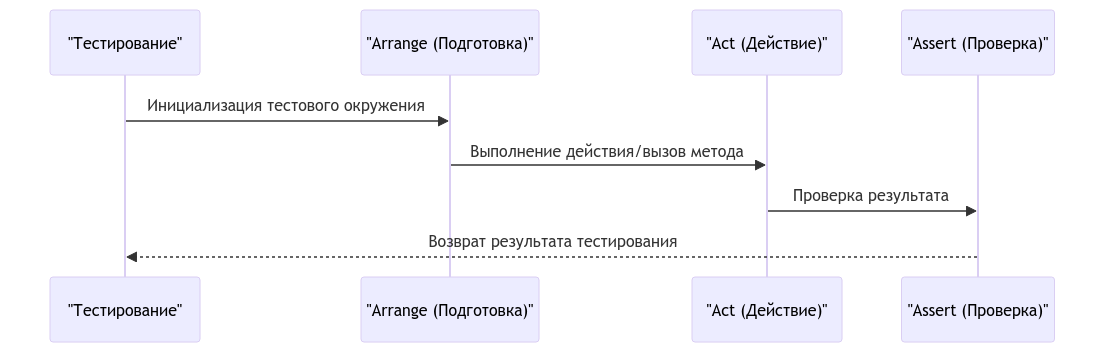 "Тестирование"
"Arrange (Подготовка)"
"Act (Действие)"
"Assert (Проверка)"
Инициализация тестового окружения
Выполнение действия/вызов метода
Проверка результата
Возврат результата тестирования
"Тестирование"
"Arrange (Подготовка)"
"Act (Действие)"
"Assert (Проверка)"